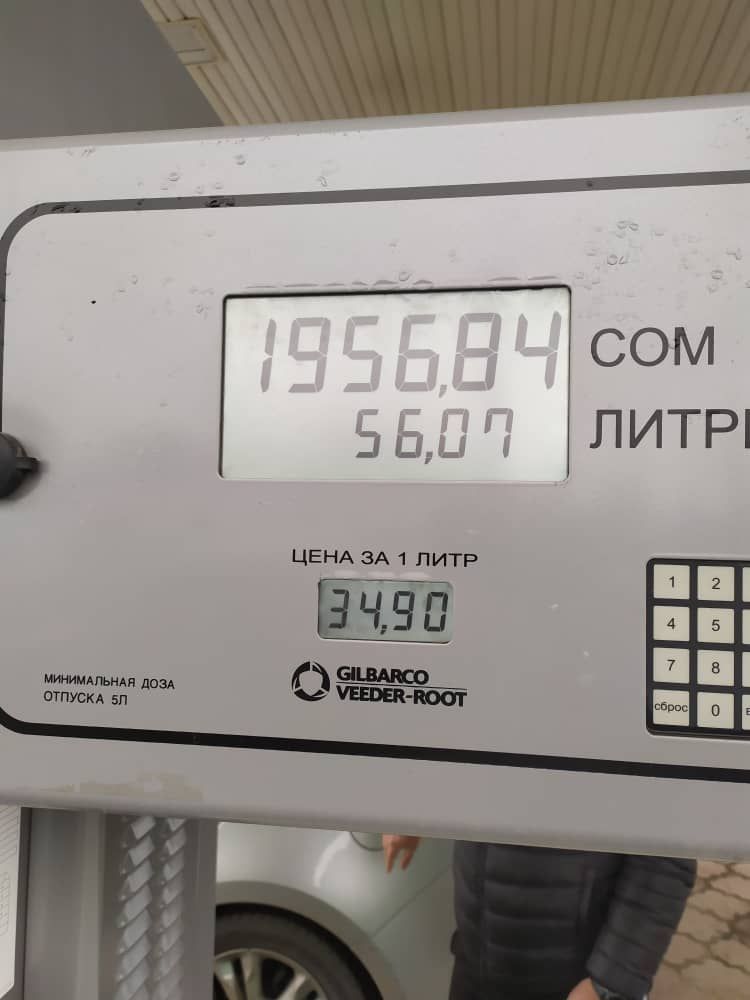 1956,84 СОМ
56,07 ЛИТР
ЦЕНА ЗА 1 ЛИТР
34,90
GILBARCO
VEEDER-ROOT
МИНИМАЛЬНАЯ ДОЗА
ОТПУСКА 5Л
1 2
4 5
7 8
сброс 0